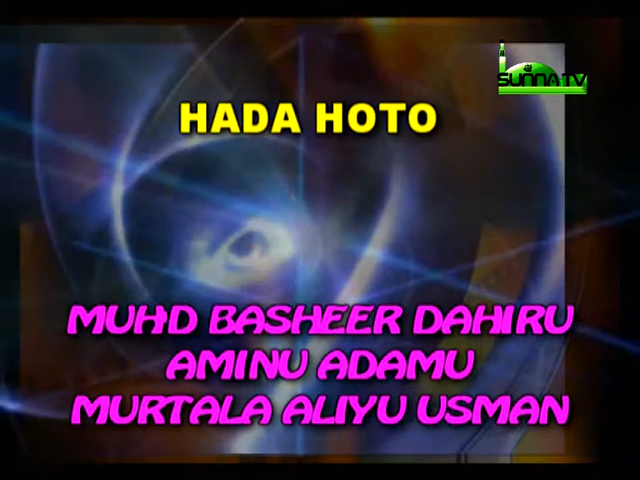 SUNNA TV
HADA HOTO
MUHD BASHEER DAHIRU
AMINU ADAMU
MURTALA ALIYU USMAN